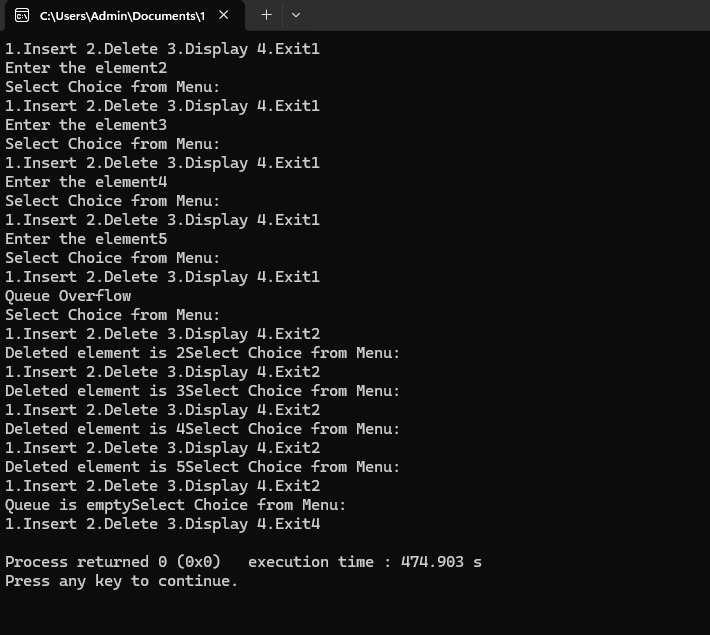 C:\Users\Admin\Documents\1
1.Insert 2.Delete 3.Display 4.Exit1
Enter the element2
Select Choice from Menu:
1.Insert 2.Delete 3.Display 4.Exit1
Enter the element3
Select Choice from Menu:
1.Insert 2.Delete 3.Display 4.Exit1
Enter the element4
Select Choice from Menu:
1.Insert 2.Delete 3.Display 4.Exit1
Enter the element5
Select Choice from Menu:
1.Insert 2.Delete 3.Display 4.Exit1
Queue Overflow
Select Choice from Menu:
1.Insert 2.Delete 3.Display 4.Exit2
Deleted element is 2Select Choice from Menu:
1.Insert 2.Delete 3.Display 4.Exit2
Deleted element is 3Select Choice from Menu:
1.Insert 2.Delete 3.Display 4.Exit2
Deleted element is 4Select Choice from Menu:
1.Insert 2.Delete 3.Display 4.Exit2
Deleted element is 5Select Choice from Menu:
1.Insert 2.Delete 3.Display 4.Exit2
Queue is emptySelect Choice from Menu:
1.Insert 2.Delete 3.Display 4.Exit4
Process returned 0 (0x0)   execution time : 474.903 s
Press any key to continue.